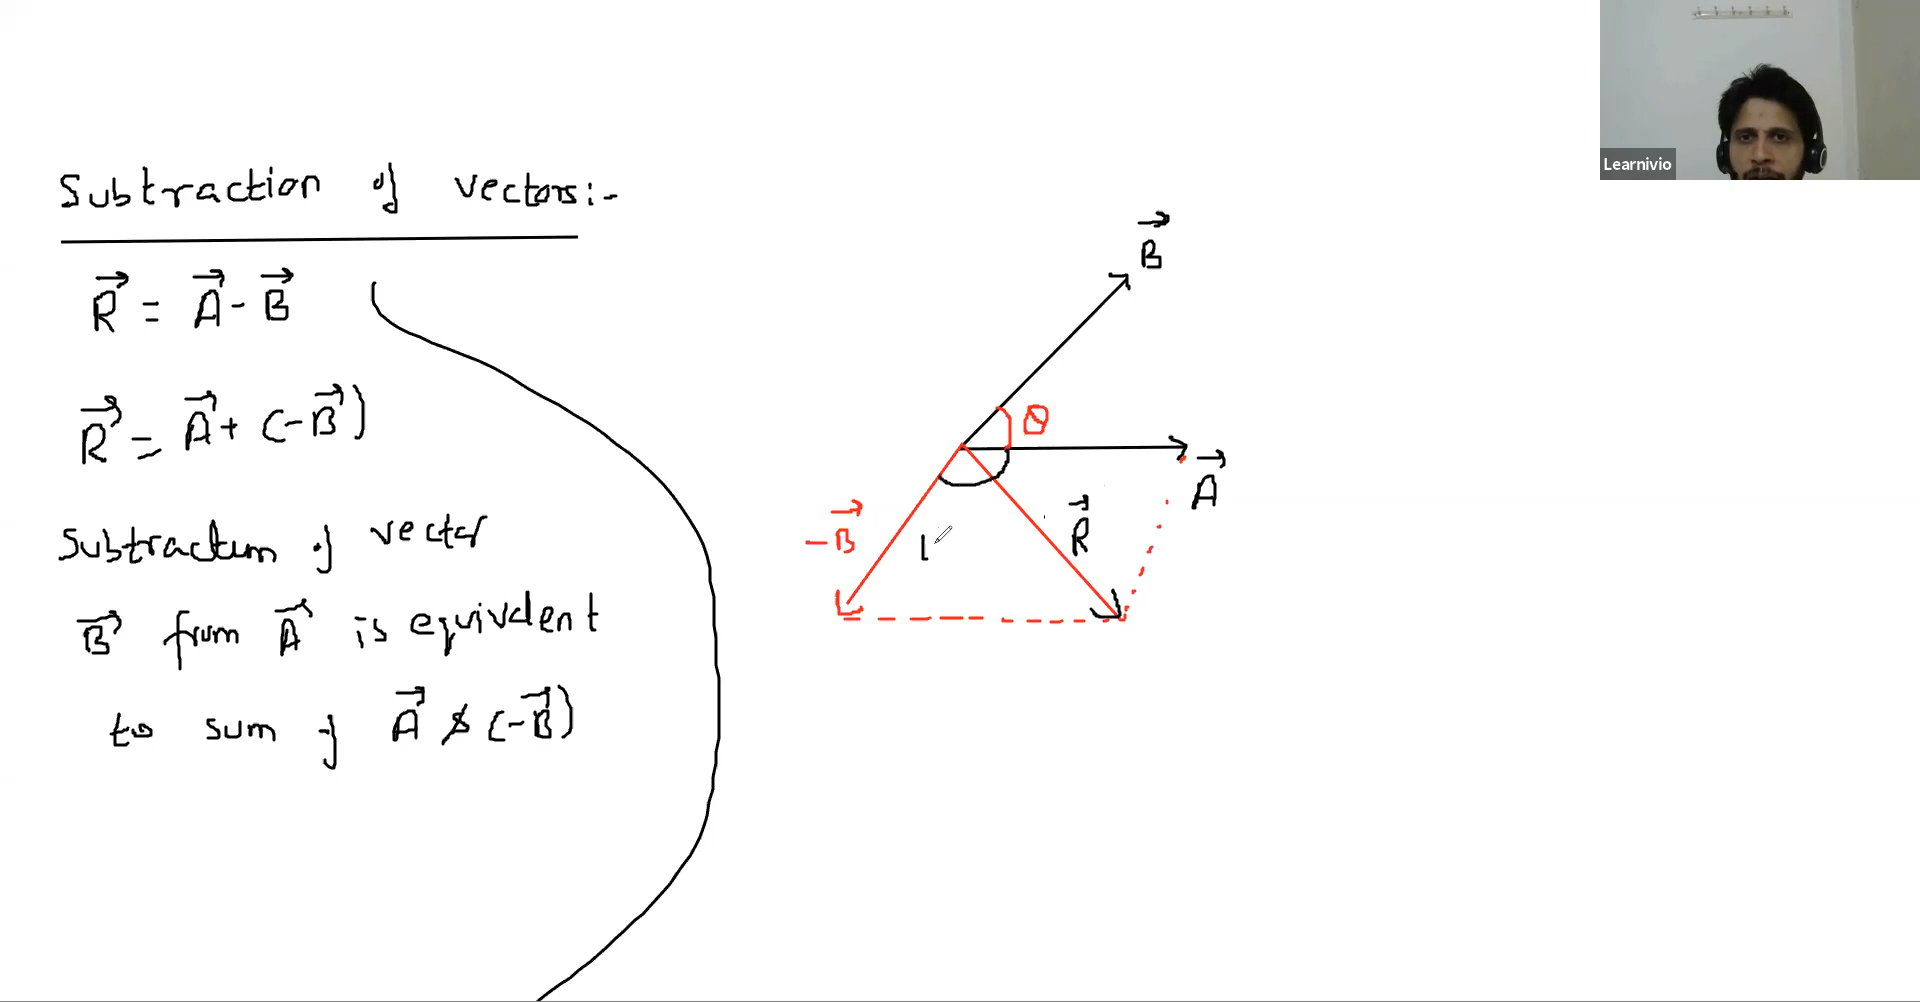 Subtraction of vectors:-
R⃗ = A⃗ - B⃗
R⃗ = A⃗ + (-B⃗)
Subtraction of vector
B⃗ from A⃗ is equivalent
to sum of A⃗ & (-B⃗)
B⃗
θ
A⃗
-B⃗
R⃗
Learnivio